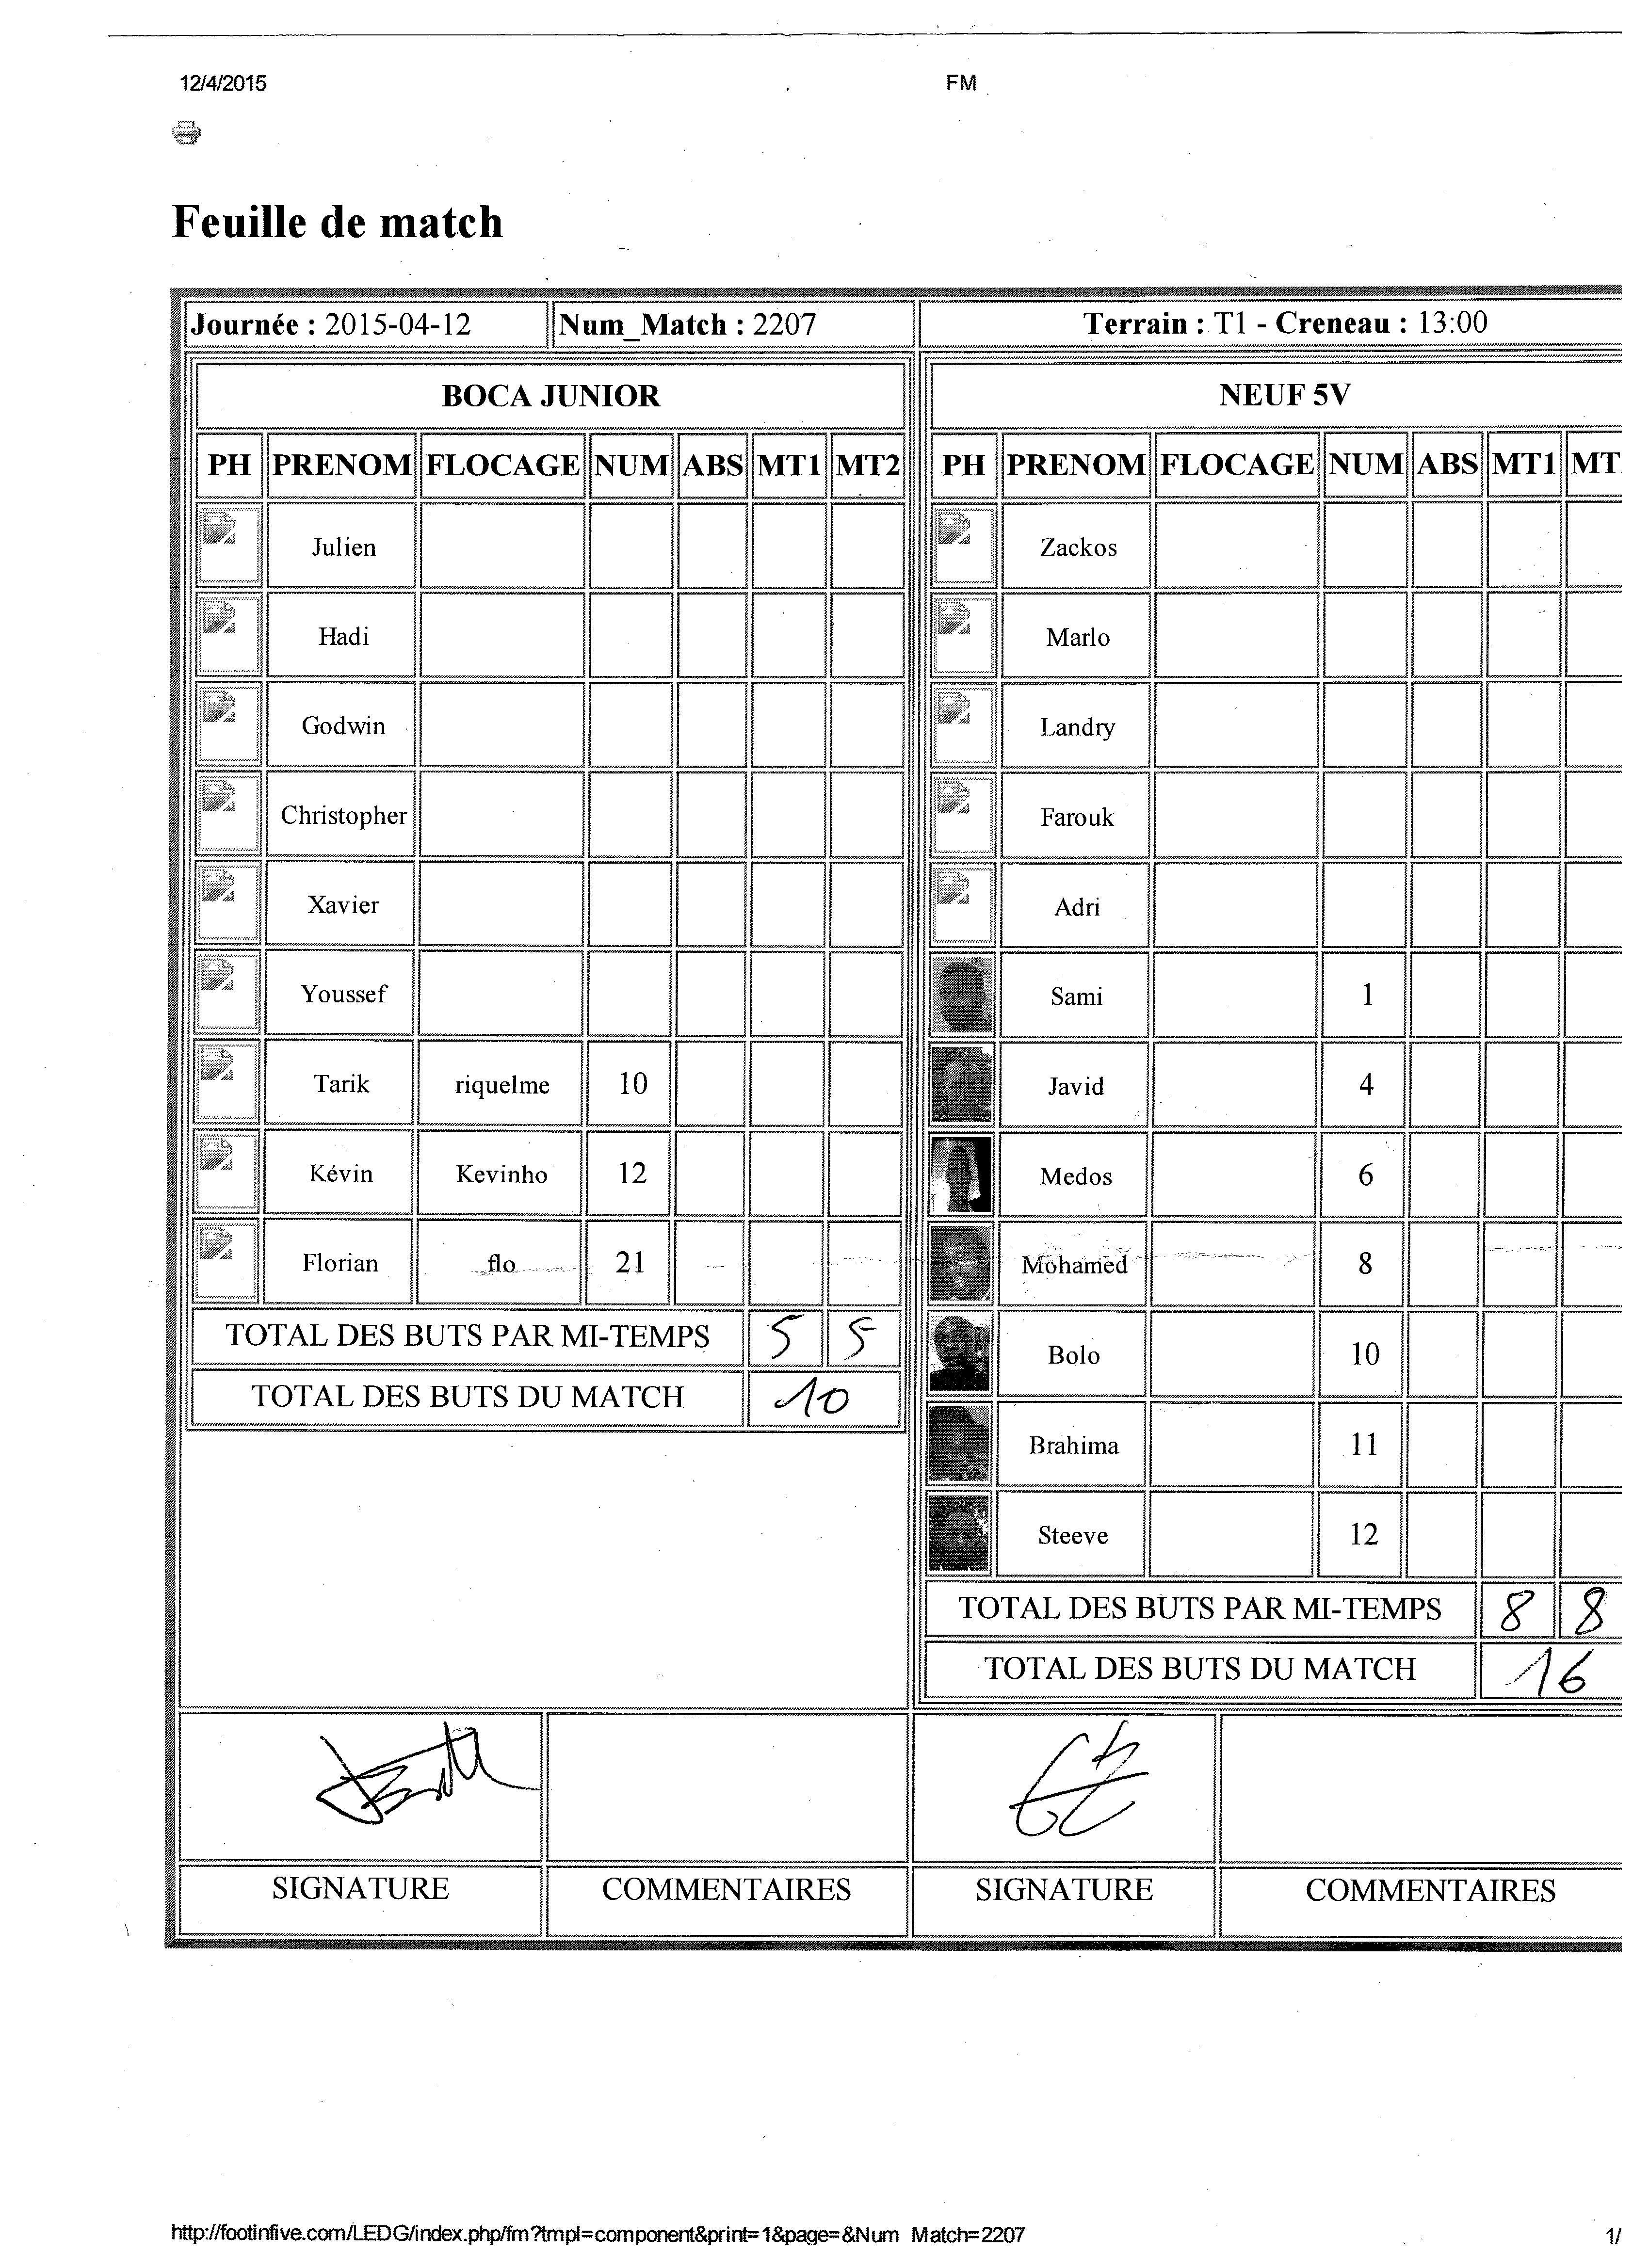 12/4/2015 FM
Feuille de match
Journée : 2015-04-12 Num_Match : 2207 Terrain : T1 - Creneau : 13:00
BOCA JUNIOR NEUF 5V
PH PRENOM FLOCAGE NUM ABS MT1 MT2 PH PRENOM FLOCAGE NUM ABS MT1 MT
Julien Zackos
Hadi Marlo
Godwin Landry
Christopher Farouk
Xavier Adri
Youssef Sami 1
Tarik riquelme 10 Javid 4
Kévin Kevinho 12 Medos 6
Florian flo 21 Mohamed 8
TOTAL DES BUTS PAR MI-TEMPS 5 5 Bolo 10
TOTAL DES BUTS DU MATCH 10 Brahima 11
Steeve 12
TOTAL DES BUTS PAR MI-TEMPS 8 8
TOTAL DES BUTS DU MATCH 16
SIGNATURE COMMENTAIRES SIGNATURE COMMENTAIRES
http://footinfive.com/LEDG/index.php/fm?tmpl=component&print=1&page=&Num_Match=2207 1/